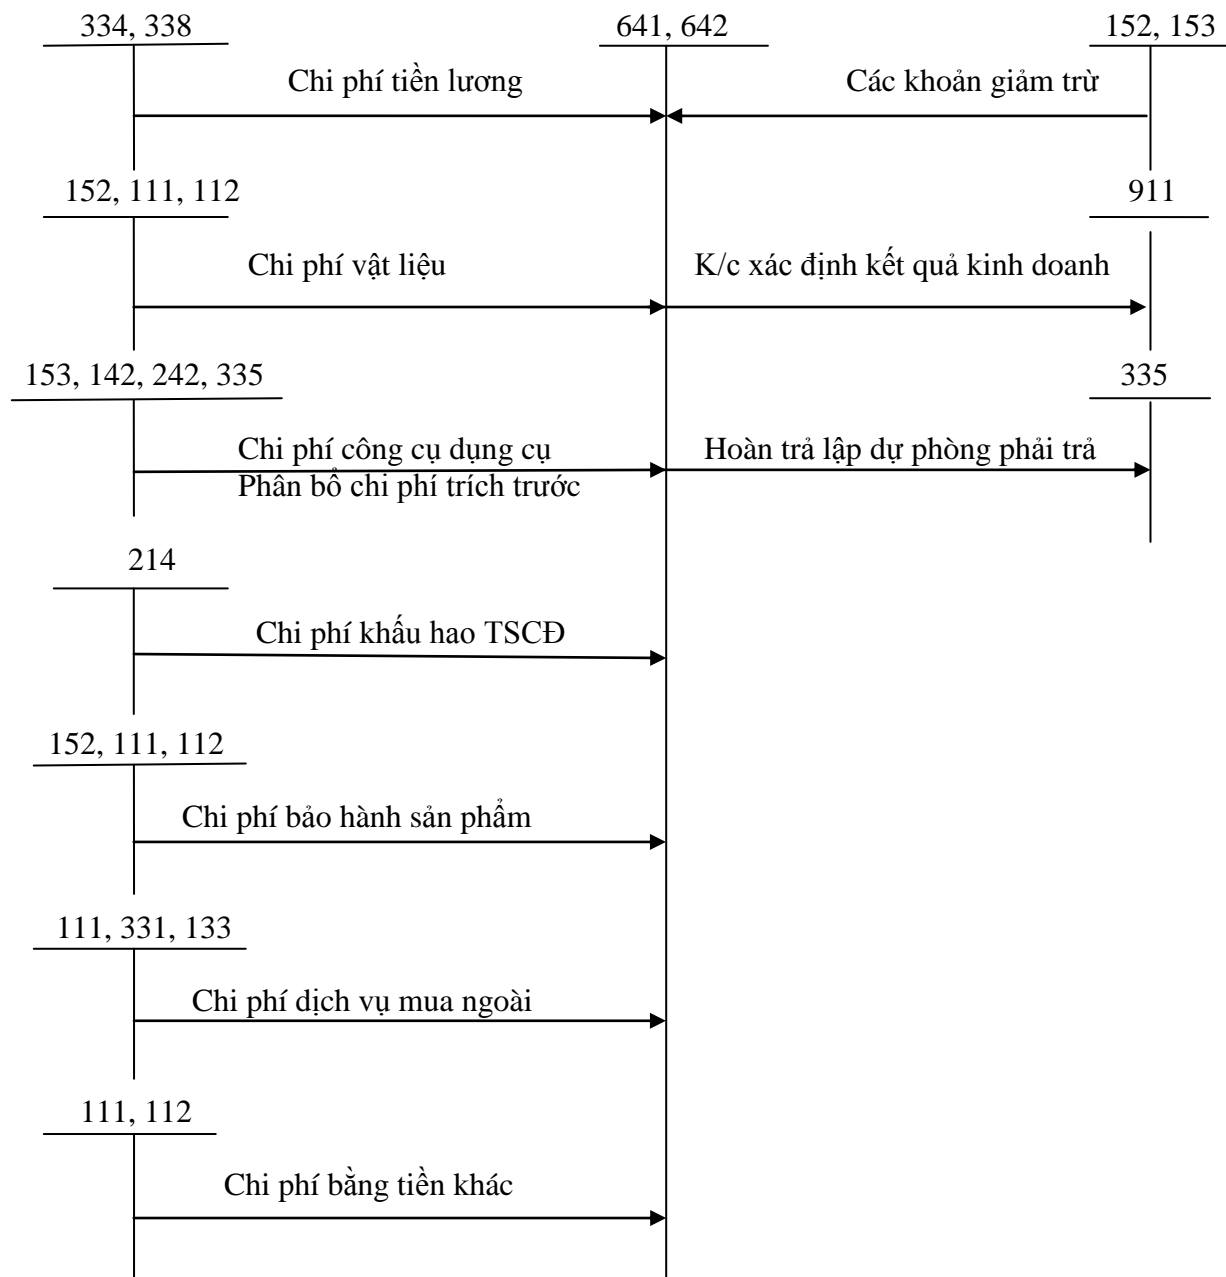 334, 338
641, 642
152, 153
Chi phí tiền lương
Các khoản giảm trừ
152, 111, 112
911
Chi phí vật liệu
K/c xác định kết quả kinh doanh
153, 142, 242, 335
335
Chi phí công cụ dụng cụ
Hoàn trả lập dự phòng phải trả
Phân bổ chi phí trích trước
214
Chi phí khấu hao TSCĐ
152, 111, 112
Chi phí bảo hành sản phẩm
111, 331, 133
Chi phí dịch vụ mua ngoài
111, 112
Chi phí bằng tiền khác